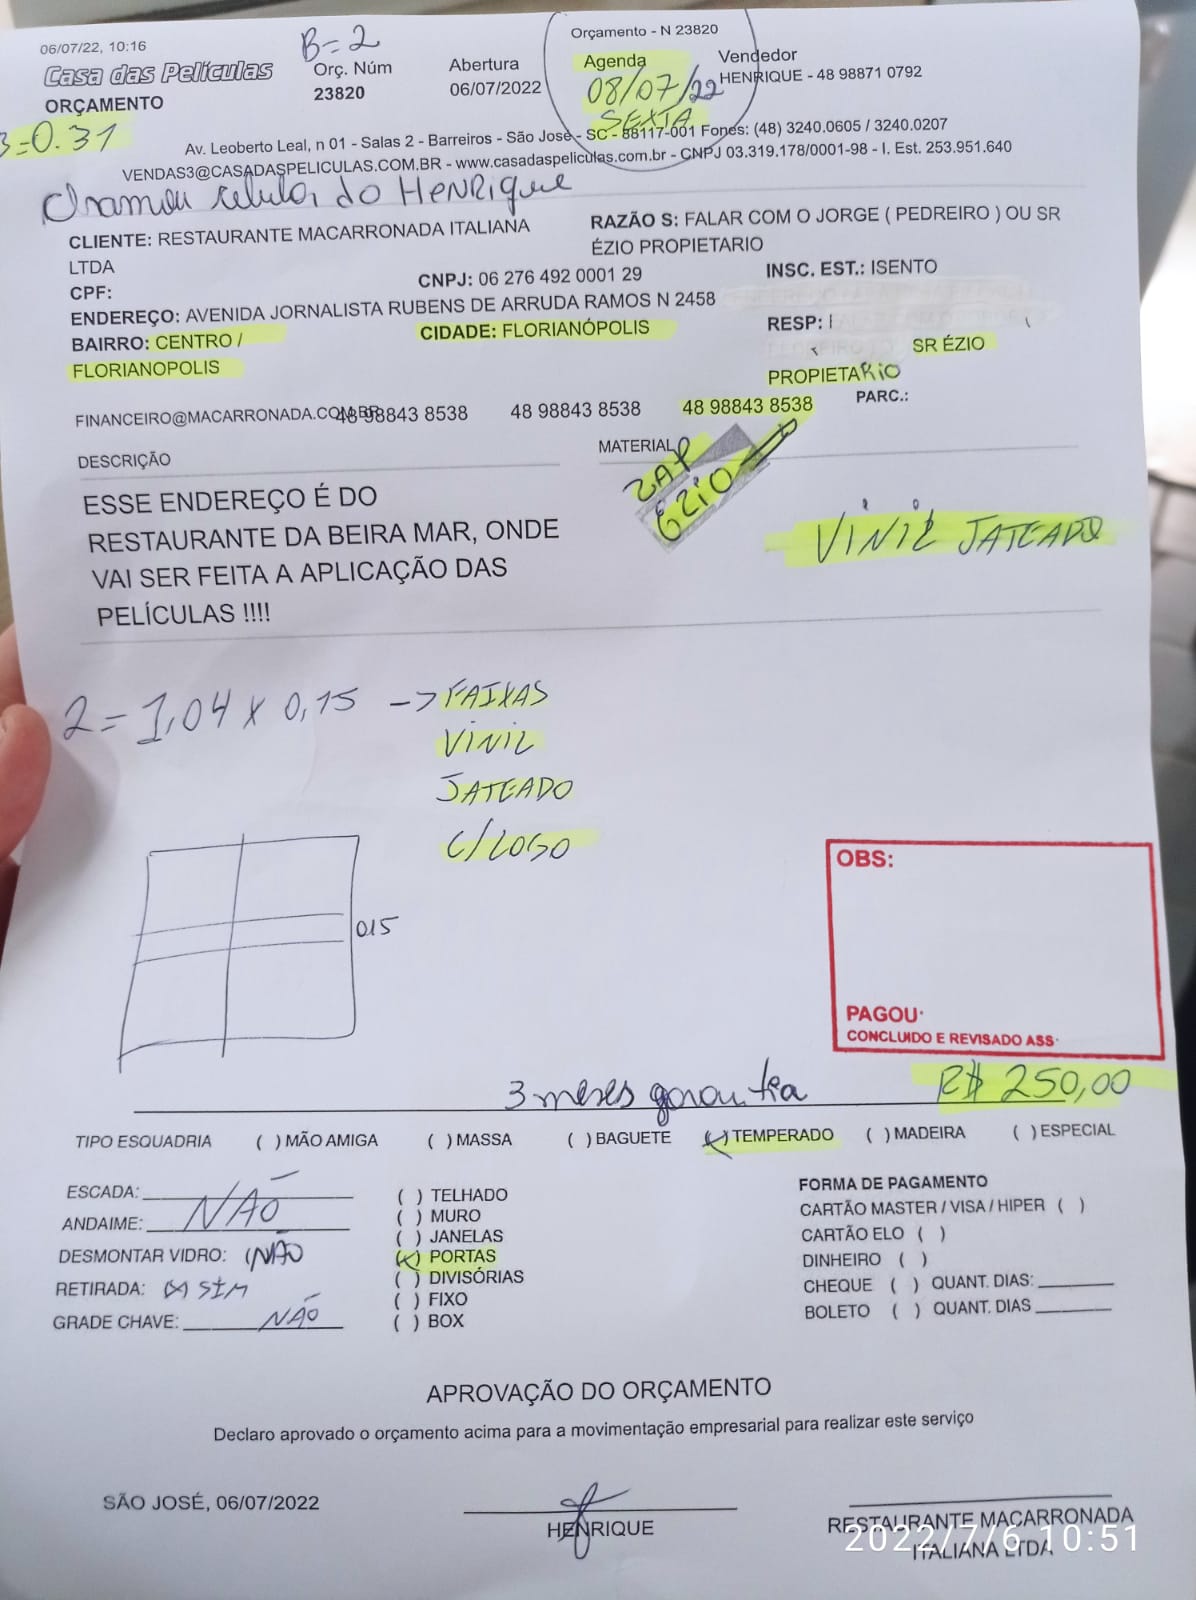 06/07/22, 10:16
B=2
Orçamento - N 23820
Casa das Películas
Orç. Núm
Abertura
Agenda
Vendedor
ORÇAMENTO
23820
06/07/2022
08/07/22
HENRIQUE - 48 98871 0792
SEXTA
=0.31
Av. Leoberto Leal, n 01 - Salas 2 - Barreiros - São José - SC - 88117-001 Fones: (48) 3240.0605 / 3240.0207
VENDAS3@CASADASPELICULAS.COM.BR - www.casadaspeliculas.com.br - CNPJ 03.319.178/0001-98 - I. Est. 253.951.640
do HENRique
CLIENTE: RESTAURANTE MACARRONADA ITALIANA
LTDA
RAZÃO S: FALAR COM O JORGE ( PEDREIRO ) OU SR
ÉZIO PROPIETARIO
CPF:
CNPJ: 06 276 492 0001 29
INSC. EST.: ISENTO
ENDEREÇO: AVENIDA JORNALISTA RUBENS DE ARRUDA RAMOS N 2458
BAIRRO: CENTRO /
FLORIANOPOLIS
CIDADE: FLORIANÓPOLIS
RESP:
SR ÉZIO
PROPIETARIO
FINANCEIRO@MACARRONADA.COM.BR
48 98843 8538
48 98843 8538
48 98843 8538
PARC.:
DESCRIÇÃO
MATERIAL
ZAP
EZIO
ESSE ENDEREÇO É DO
RESTAURANTE DA BEIRA MAR, ONDE
VAI SER FEITA A APLICAÇÃO DAS
PELÍCULAS !!!!
VINIL JATEADO
2 = 1,04 x 0,15 -> FAIXAS
VINIL
JATEADO
C/LOGO
015
OBS:
PAGOU:
CONCLUIDO E REVISADO ASS:
3 meses garantia
R$ 250,00
TIPO ESQUADRIA ( ) MÃO AMIGA ( ) MASSA ( ) BAGUETE (x) TEMPERADO ( ) MADEIRA ( ) ESPECIAL
ESCADA:
ANDAIME:
NÃO
DESMONTAR VIDRO: NÃO
RETIRADA: (x) SIM
GRADE CHAVE: NÃO
( ) TELHADO
( ) MURO
( ) JANELAS
(x) PORTAS
( ) DIVISÓRIAS
( ) FIXO
( ) BOX
FORMA DE PAGAMENTO
CARTÃO MASTER / VISA / HIPER ( )
CARTÃO ELO ( )
DINHEIRO ( )
CHEQUE ( ) QUANT. DIAS:
BOLETO ( ) QUANT. DIAS
APROVAÇÃO DO ORÇAMENTO
Declaro aprovado o orçamento acima para a movimentação empresarial para realizar este serviço
SÃO JOSÉ, 06/07/2022
HENRIQUE
RESTAURANTE MACARRONADA
ITALIANA LTDA
2022/7/6 10:51